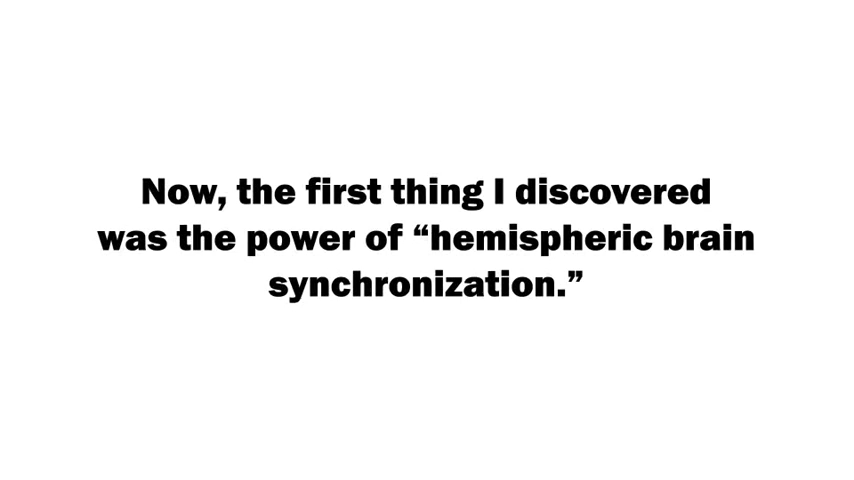 Now, the first thing I discovered
was the power of “hemispheric brain
synchronization.”